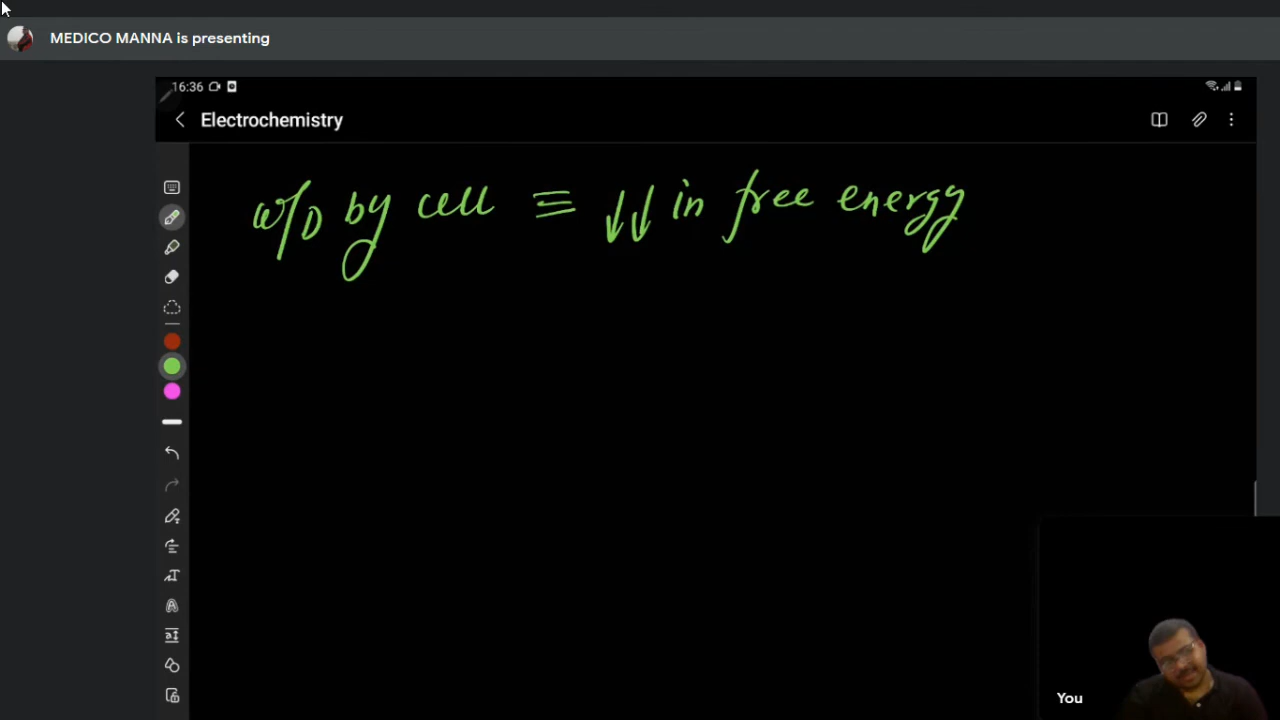 MEDICO MANNA is presenting
16:36
Electrochemistry
w/D by cell ≡ ↓↓ in free energy
You